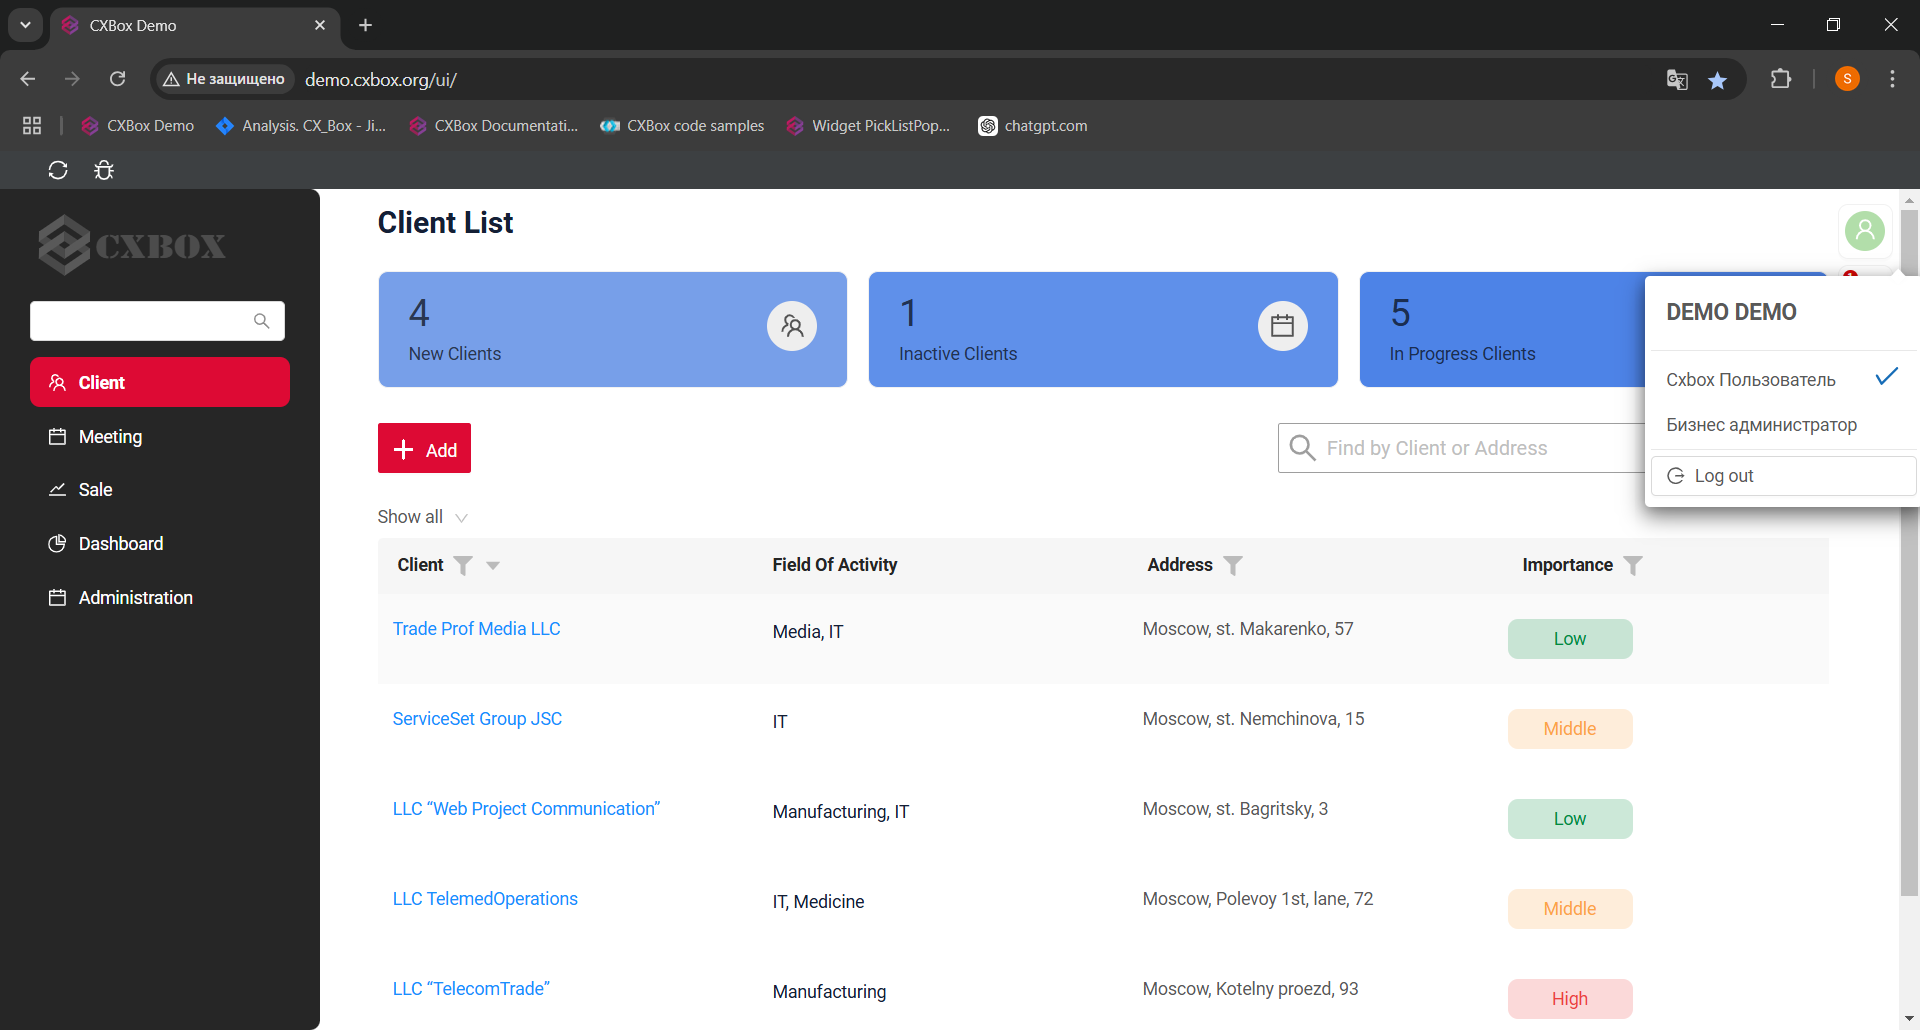 CXBox Demo
Не защищено
demo.cxbox.org/ui/
S
CXBox Demo
Analysis. CX_Box - Ji...
CXBox Documentati...
CXBox code samples
Widget PickListPop...
chatgpt.com
CXBOX
Client
Meeting
Sale
Dashboard
Administration
Client List
4
New Clients
1
Inactive Clients
5
In Progress Clients
DEMO DEMO
Cxbox Пользователь
Бизнес администратор
Log out
Add
Find by Client or Address
Show all
Client Field Of Activity Address Importance
Trade Prof Media LLC Media, IT Moscow, st. Makarenko, 57 Low
ServiceSet Group JSC IT Moscow, st. Nemchinova, 15 Middle
LLC “Web Project Communication” Manufacturing, IT Moscow, st. Bagritsky, 3 Low
LLC TelemedOperations IT, Medicine Moscow, Polevoy 1st, lane, 72 Middle
LLC “TelecomTrade” Manufacturing Moscow, Kotelny proezd, 93 High